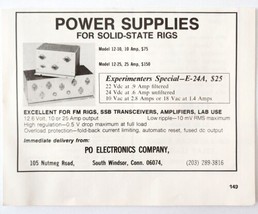 POWER SUPPLIES
FOR SOLID-STATE RIGS
Model 12-10, 10 Amp, $75
Model 12-25, 25 Amp, $150
Experimenters Special—E-24A, $25
22 Vdc at .9 Amp filtered
24 Vdc at .6 Amp unfiltered
10 Vac at 2.8 Amps or 18 Vac at 1.4 Amps
EXCELLENT FOR FM RIGS, SSB TRANSCEIVERS, AMPLIFIERS, LAB USE
12.6 Volt, 10 or 25 Amp output Low ripple—10 mV RMS maximum
High regulation—0.5 V drop maximum at full load
Overload protection—fold-back current limiting, automatic reset, fused dc output
Immediate delivery from:
PO ELECTRONICS COMPANY,
105 Nutmeg Road, South Windsor, Conn. 06074, (203) 289-3816
143